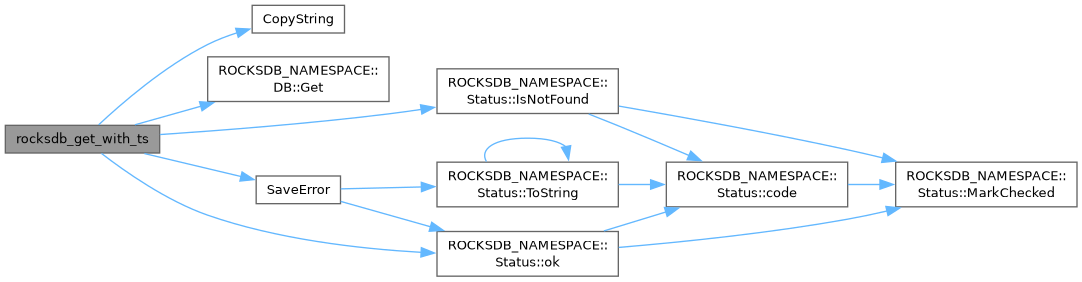 CopyString
ROCKSDB_NAMESPACE::
DB::Get
ROCKSDB_NAMESPACE::
Status::IsNotFound
rocksdb_get_with_ts
SaveError
ROCKSDB_NAMESPACE::
Status::ToString
ROCKSDB_NAMESPACE::
Status::code
ROCKSDB_NAMESPACE::
Status::MarkChecked
ROCKSDB_NAMESPACE::
Status::ok